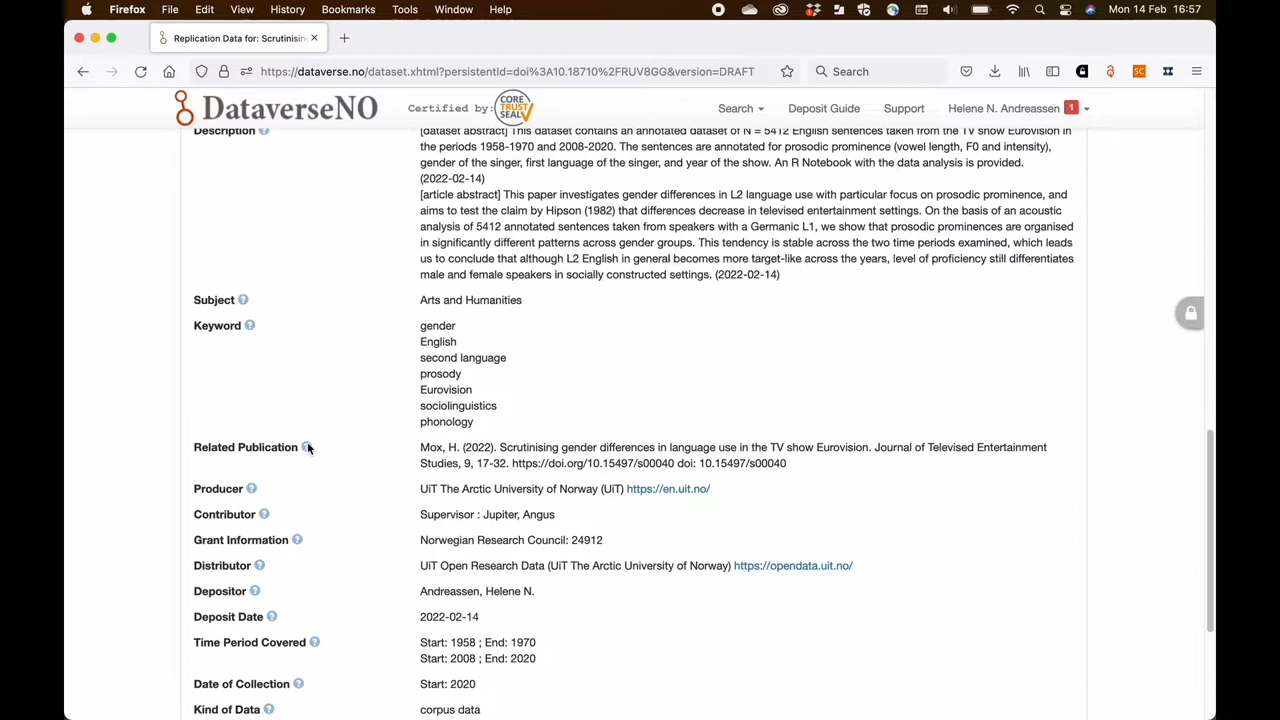 Firefox File Edit View History Bookmarks Tools Window Help Mon 14 Feb 16:57
Replication Data for: Scrutinisin
https://dataverse.no/dataset.xhtml?persistentId=doi%3A10.18710%2FRUV8GG&version=DRAFT Search
DataverseNO Certified by: CORE TRUST SEAL Search Deposit Guide Support Helene N. Andreassen 1
Description [dataset abstract] This dataset contains an annotated dataset of N = 5412 English sentences taken from the TV show Eurovision in
the periods 1958-1970 and 2008-2020. The sentences are annotated for prosodic prominence (vowel length, F0 and intensity),
gender of the singer, first language of the singer, and year of the show. An R Notebook with the data analysis is provided.
(2022-02-14)
[article abstract] This paper investigates gender differences in L2 language use with particular focus on prosodic prominence, and
aims to test the claim by Hipson (1982) that differences decrease in televised entertainment settings. On the basis of an acoustic
analysis of 5412 annotated sentences taken from speakers with a Germanic L1, we show that prosodic prominences are organised
in significantly different patterns across gender groups. This tendency is stable across the two time periods examined, which leads
us to conclude that although L2 English in general becomes more target-like across the years, level of proficiency still differentiates
male and female speakers in socially constructed settings. (2022-02-14)
Subject Arts and Humanities
Keyword gender
English
second language
prosody
Eurovision
sociolinguistics
phonology
Related Publication Mox, H. (2022). Scrutinising gender differences in language use in the TV show Eurovision. Journal of Televised Entertainment
Studies, 9, 17-32. https://doi.org/10.15497/s00040 doi: 10.15497/s00040
Producer UiT The Arctic University of Norway (UiT) https://en.uit.no/
Contributor Supervisor : Jupiter, Angus
Grant Information Norwegian Research Council: 24912
Distributor UiT Open Research Data (UiT The Arctic University of Norway) https://opendata.uit.no/
Depositor Andreassen, Helene N.
Deposit Date 2022-02-14
Time Period Covered Start: 1958 ; End: 1970
Start: 2008 ; End: 2020
Date of Collection Start: 2020
Kind of Data corpus data